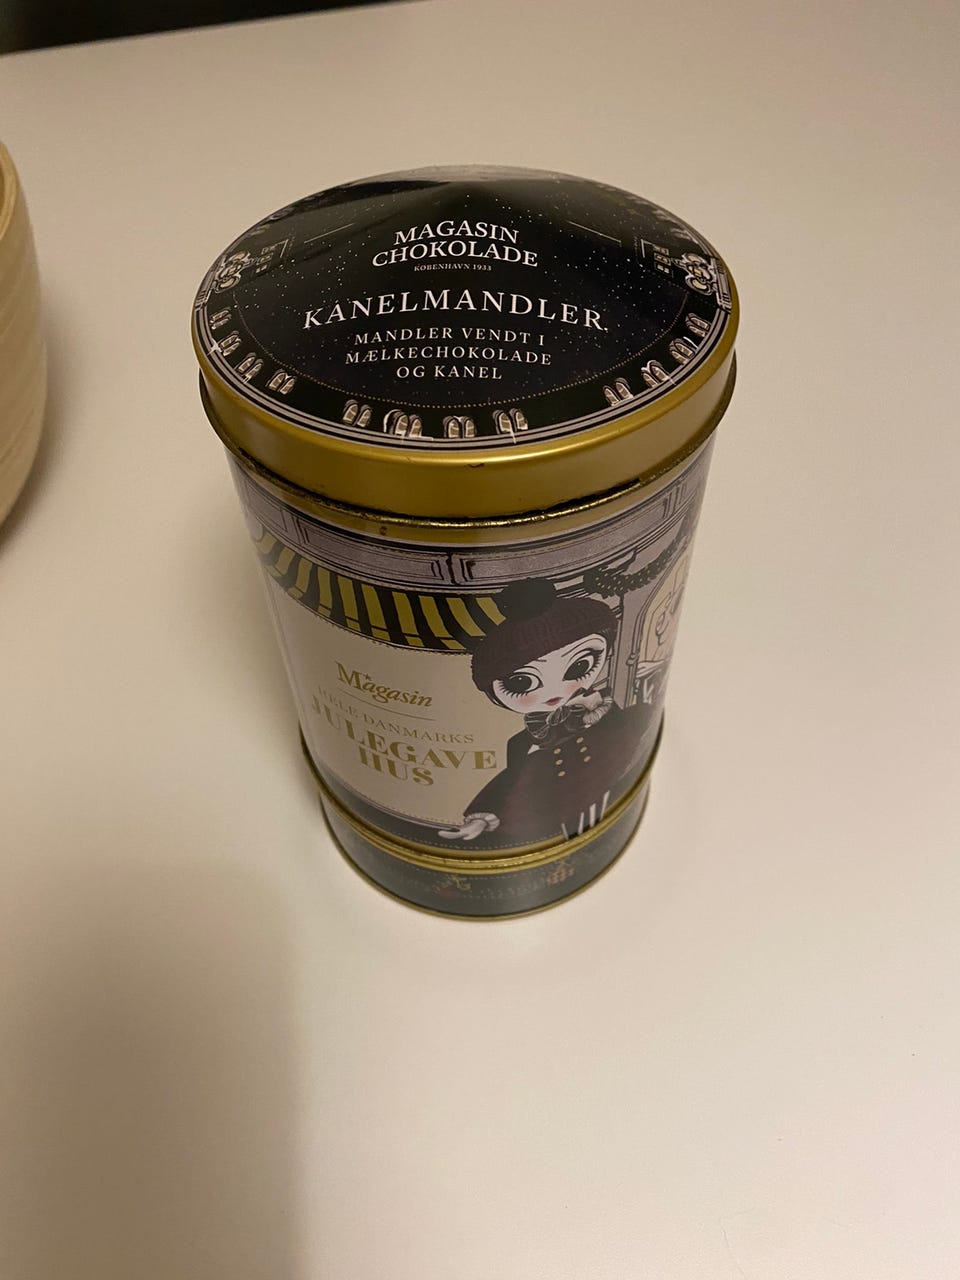 MAGASIN
CHOKOLADE
KØBENHAVN 1933
KANELMANDLER.
MANDLER VENDT I
MÆLKECHOKOLADE
OG KANEL
Magasin
HELE DANMARKS
JULEGAVE
HUS